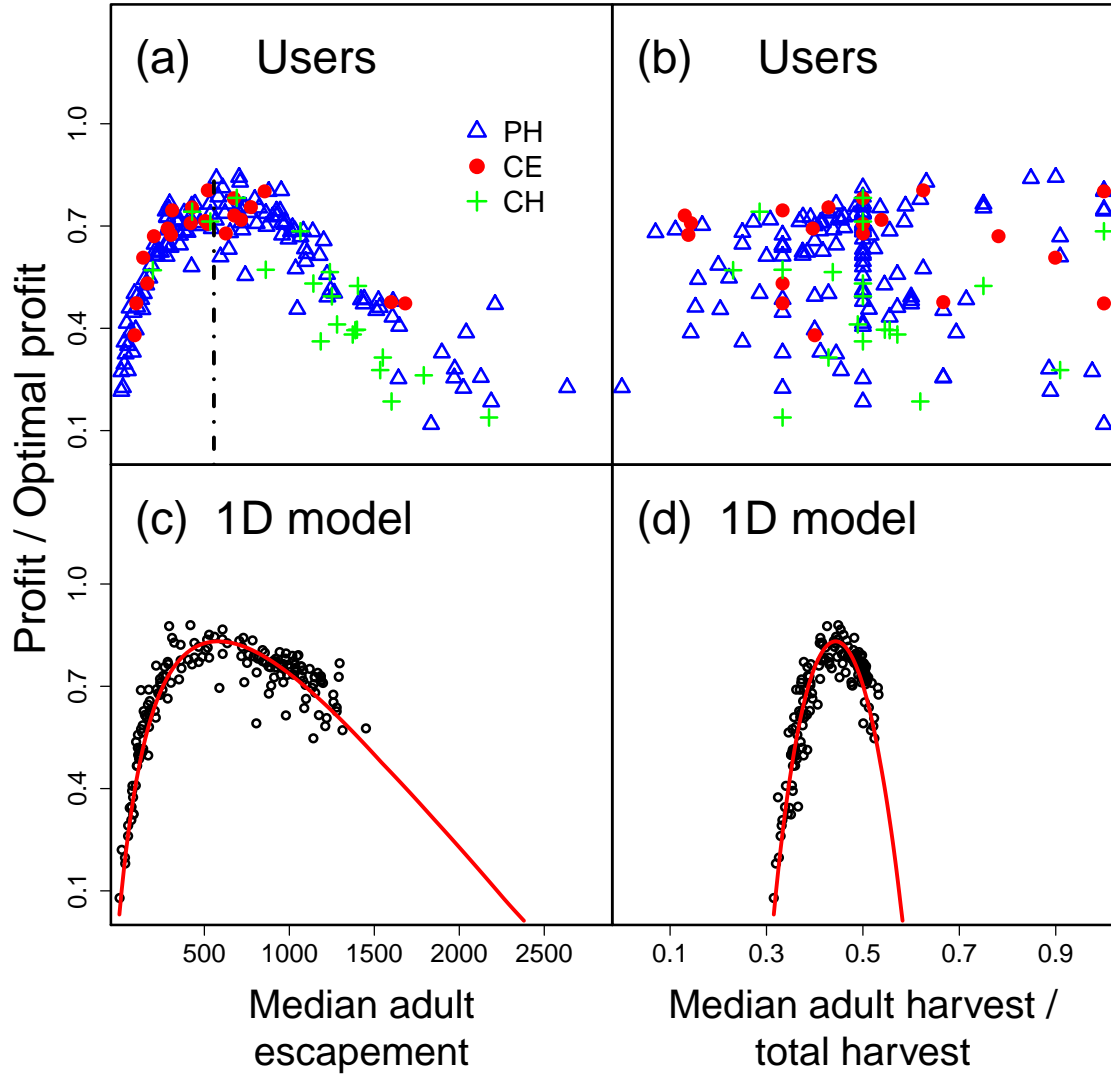 (a) Users
(b) Users
PH
CE
CH
1.0
0.7
0.4
0.1
(c) 1D model
(d) 1D model
1.0
0.7
0.4
0.1
Profit / Optimal profit
500 1000 1500 2000 2500
0.1 0.3 0.5 0.7 0.9
Median adult
escapement
Median adult harvest /
total harvest